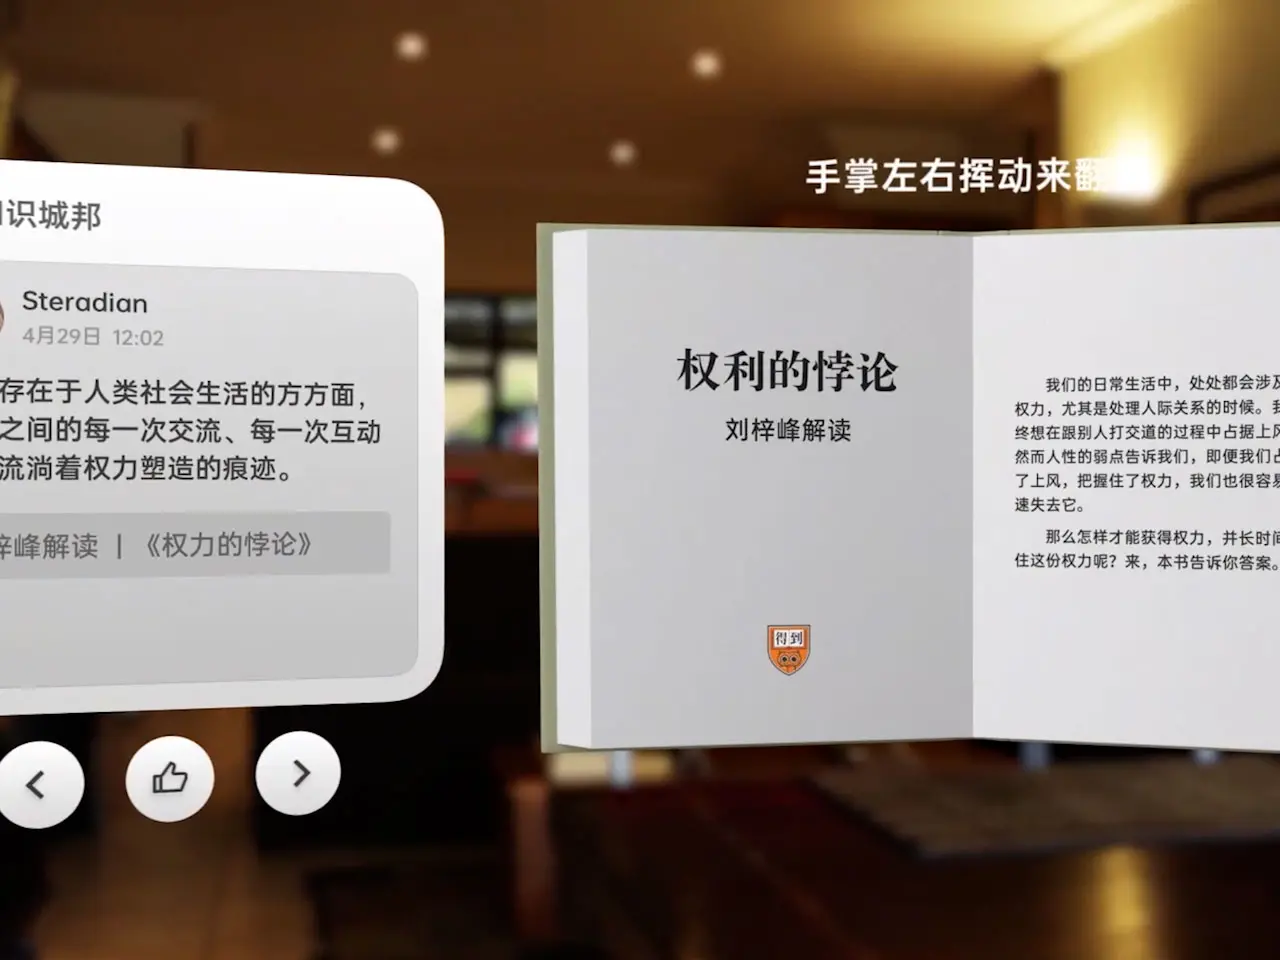 识城邦
Steradian
4月29日 12:02
存在于人类社会生活的方方面，
之间的每一次交流、每一次互动
流淌着权力塑造的痕迹。
峰解读 | 《权力的悖论》
手掌左右挥动来翻
权利的悖论
刘梓峰解读
得到
我们的日常生活中，处处都会涉及
权力，尤其是处理人际关系的时候。我
终想在跟别人打交道的过程中占据上风
然而人性的弱点告诉我们，即便我们占
了上风，把握住了权力，我们也很容易
速失去它。
那么怎样才能获得权力，并长时间
住这份权力呢？来，本书告诉你答案。